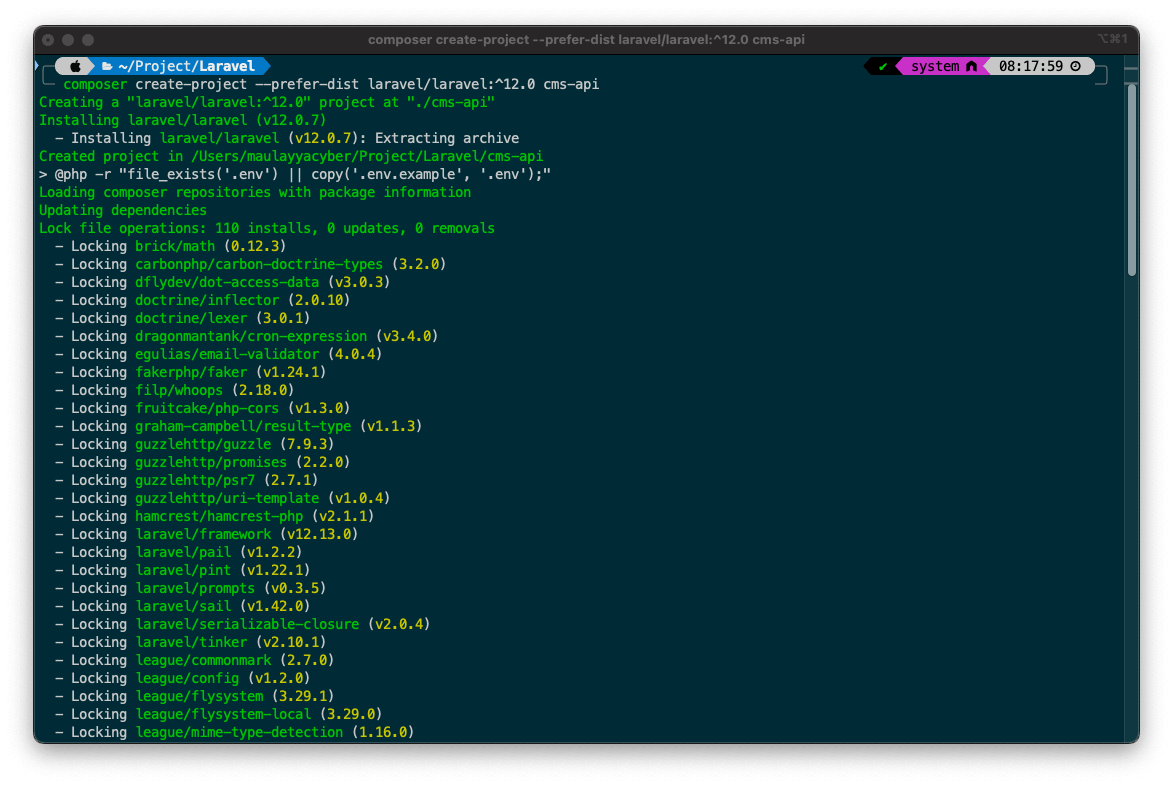 composer create-project --prefer-dist laravel/laravel:^12.0 cms-api
⌥⌘1
~/Project/Laravel
✔ system 08:17:59
composer create-project --prefer-dist laravel/laravel:^12.0 cms-api
Creating a "laravel/laravel:^12.0" project at "./cms-api"
Installing laravel/laravel (v12.0.7)
  - Installing laravel/laravel (v12.0.7): Extracting archive
Created project in /Users/maulayyacyber/Project/Laravel/cms-api
> @php -r "file_exists('.env') || copy('.env.example', '.env');"
Loading composer repositories with package information
Updating dependencies
Lock file operations: 110 installs, 0 updates, 0 removals
  - Locking brick/math (0.12.3)
  - Locking carbonphp/carbon-doctrine-types (3.2.0)
  - Locking dflydev/dot-access-data (v3.0.3)
  - Locking doctrine/inflector (2.0.10)
  - Locking doctrine/lexer (3.0.1)
  - Locking dragonmantank/cron-expression (v3.4.0)
  - Locking egulias/email-validator (4.0.4)
  - Locking fakerphp/faker (v1.24.1)
  - Locking filp/whoops (2.18.0)
  - Locking fruitcake/php-cors (v1.3.0)
  - Locking graham-campbell/result-type (v1.1.3)
  - Locking guzzlehttp/guzzle (7.9.3)
  - Locking guzzlehttp/promises (2.2.0)
  - Locking guzzlehttp/psr7 (2.7.1)
  - Locking guzzlehttp/uri-template (v1.0.4)
  - Locking hamcrest/hamcrest-php (v2.1.1)
  - Locking laravel/framework (v12.13.0)
  - Locking laravel/pail (v1.2.2)
  - Locking laravel/pint (v1.22.1)
  - Locking laravel/prompts (v0.3.5)
  - Locking laravel/sail (v1.42.0)
  - Locking laravel/serializable-closure (v2.0.4)
  - Locking laravel/tinker (v2.10.1)
  - Locking league/commonmark (2.7.0)
  - Locking league/config (v1.2.0)
  - Locking league/flysystem (3.29.1)
  - Locking league/flysystem-local (3.29.0)
  - Locking league/mime-type-detection (1.16.0)